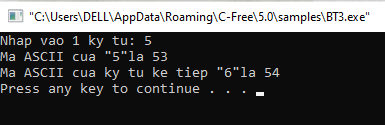 "C:\Users\DELL\AppData\Roaming\C-Free\5.0\samples\BT3.exe"
Nhap vao 1 ky tu: 5
Ma ASCII cua "5"la 53
Ma ASCII cua ky tu ke tiep "6"la 54
Press any key to continue . . .